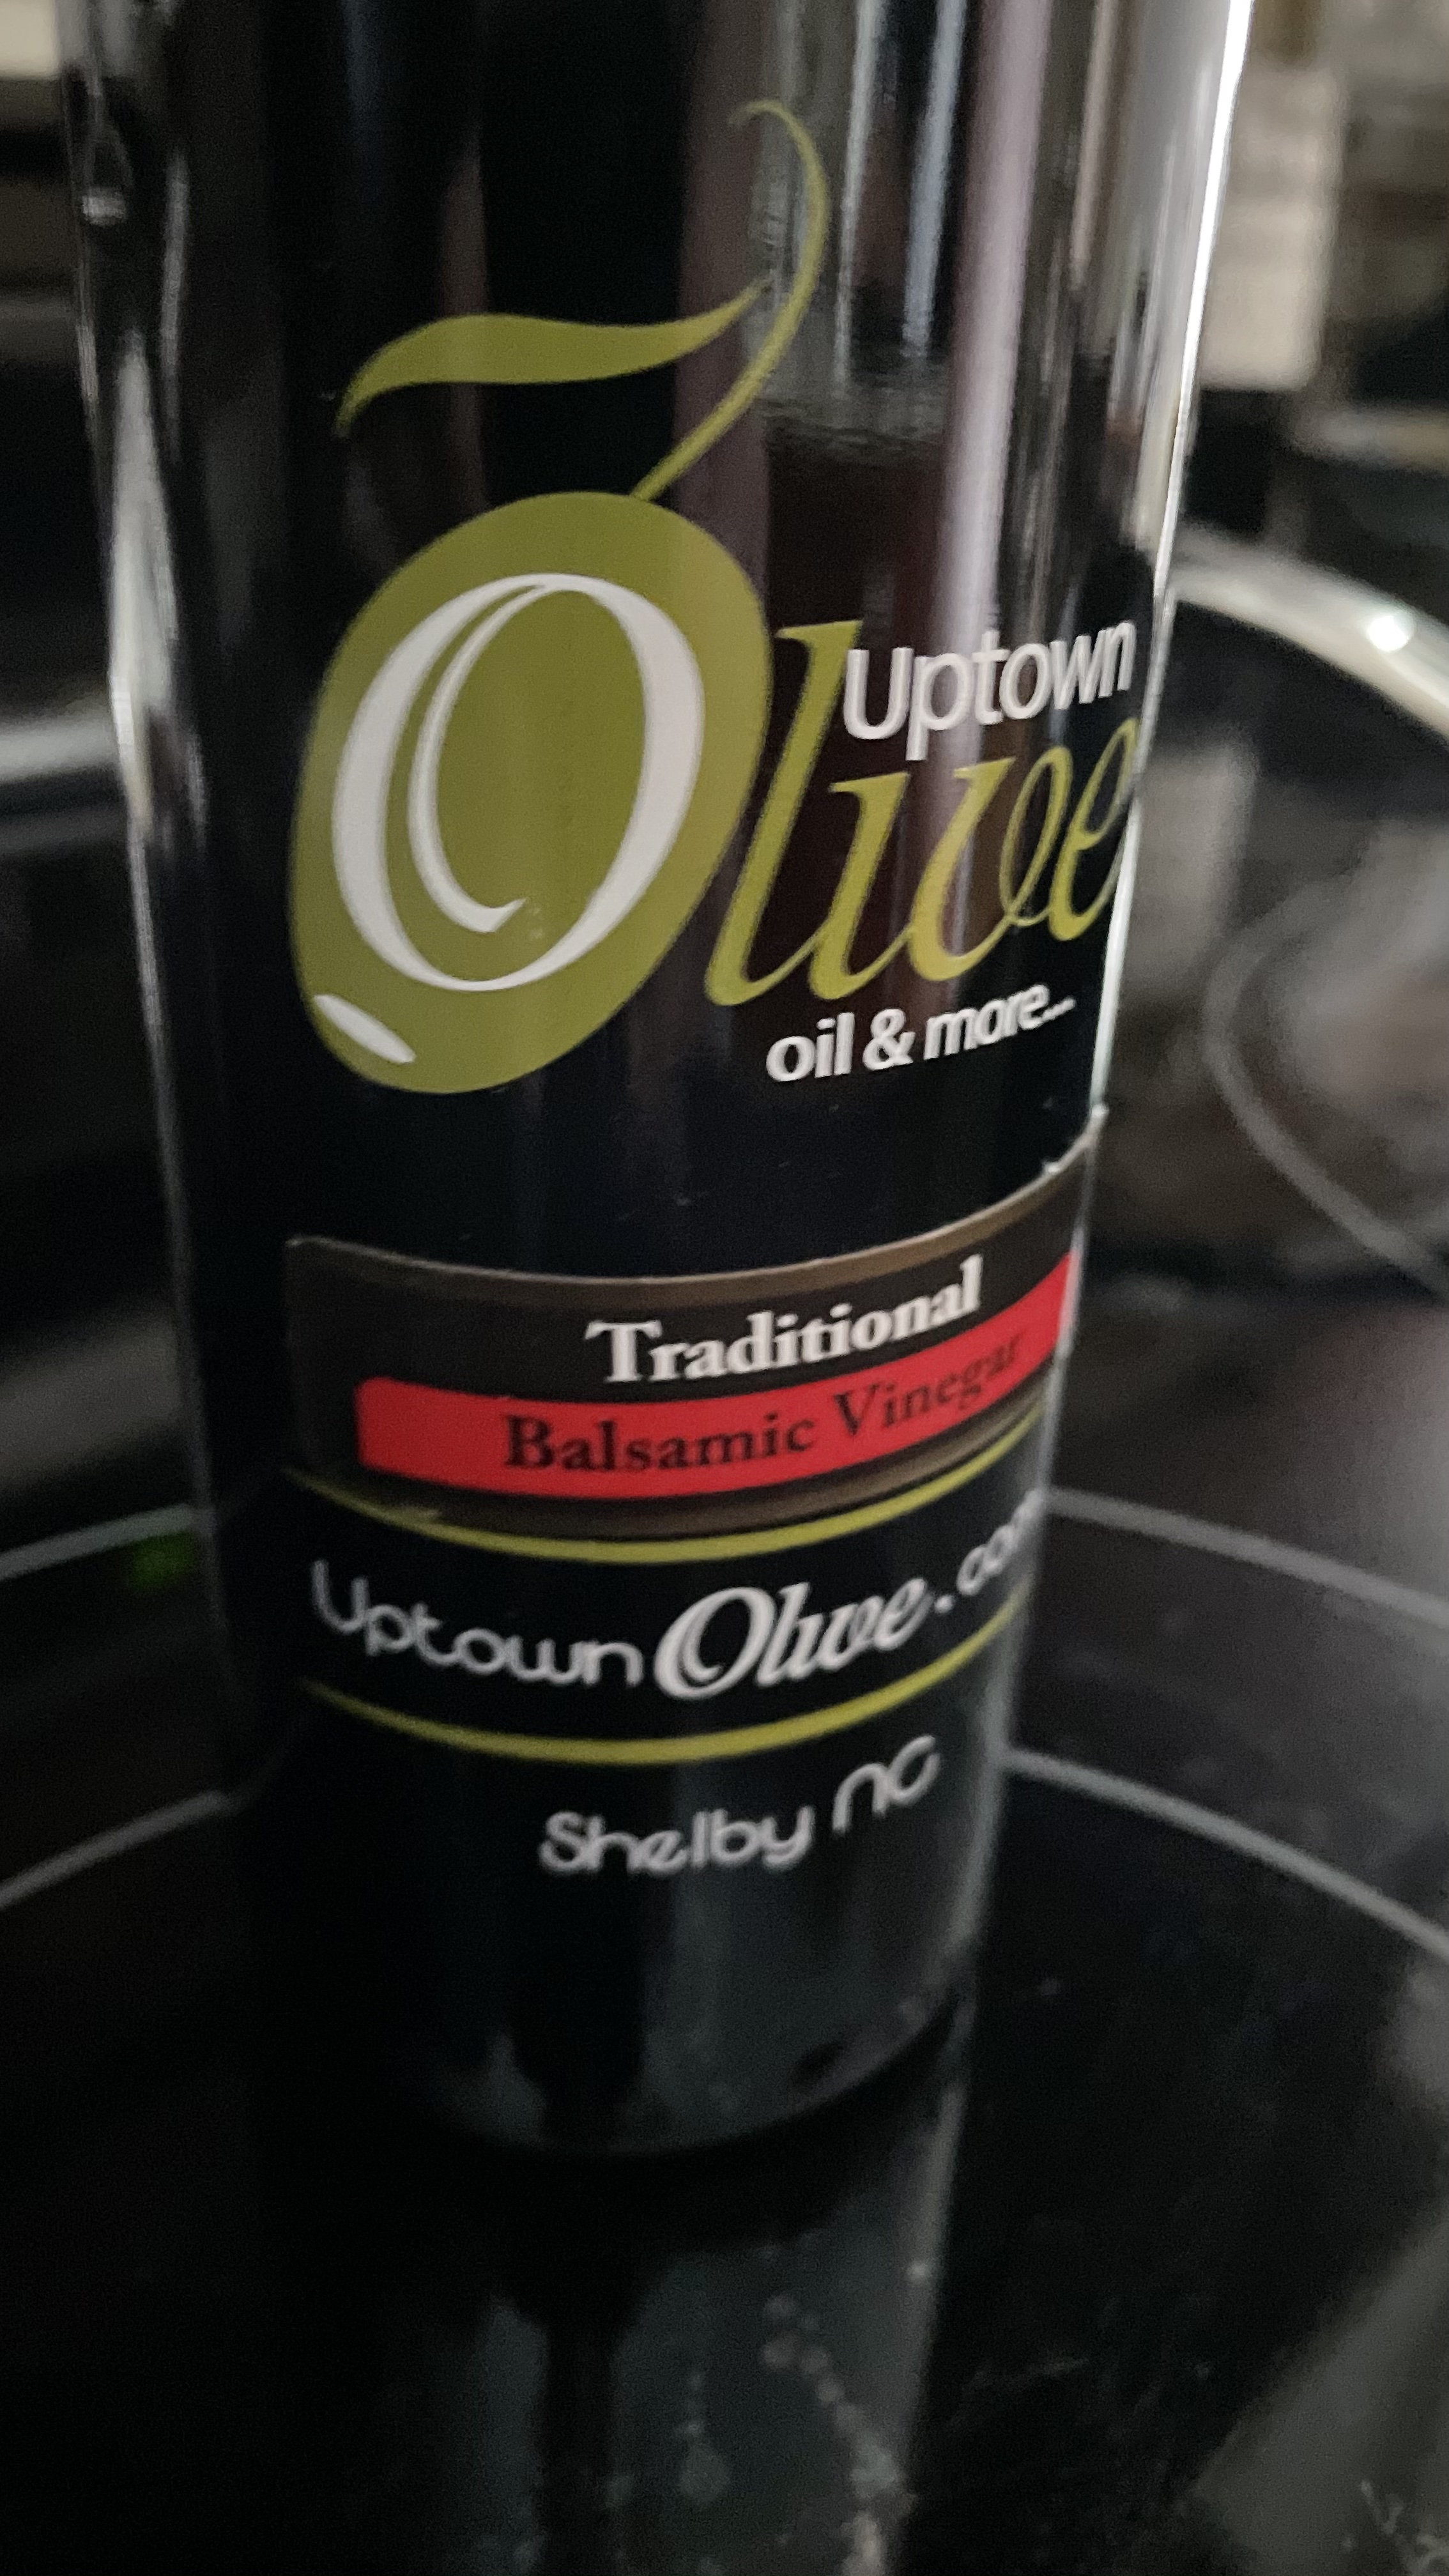 Uptown
Olive
oil & more...
Traditional
Balsamic Vinegar
UptownOlive.com
Shelby NC